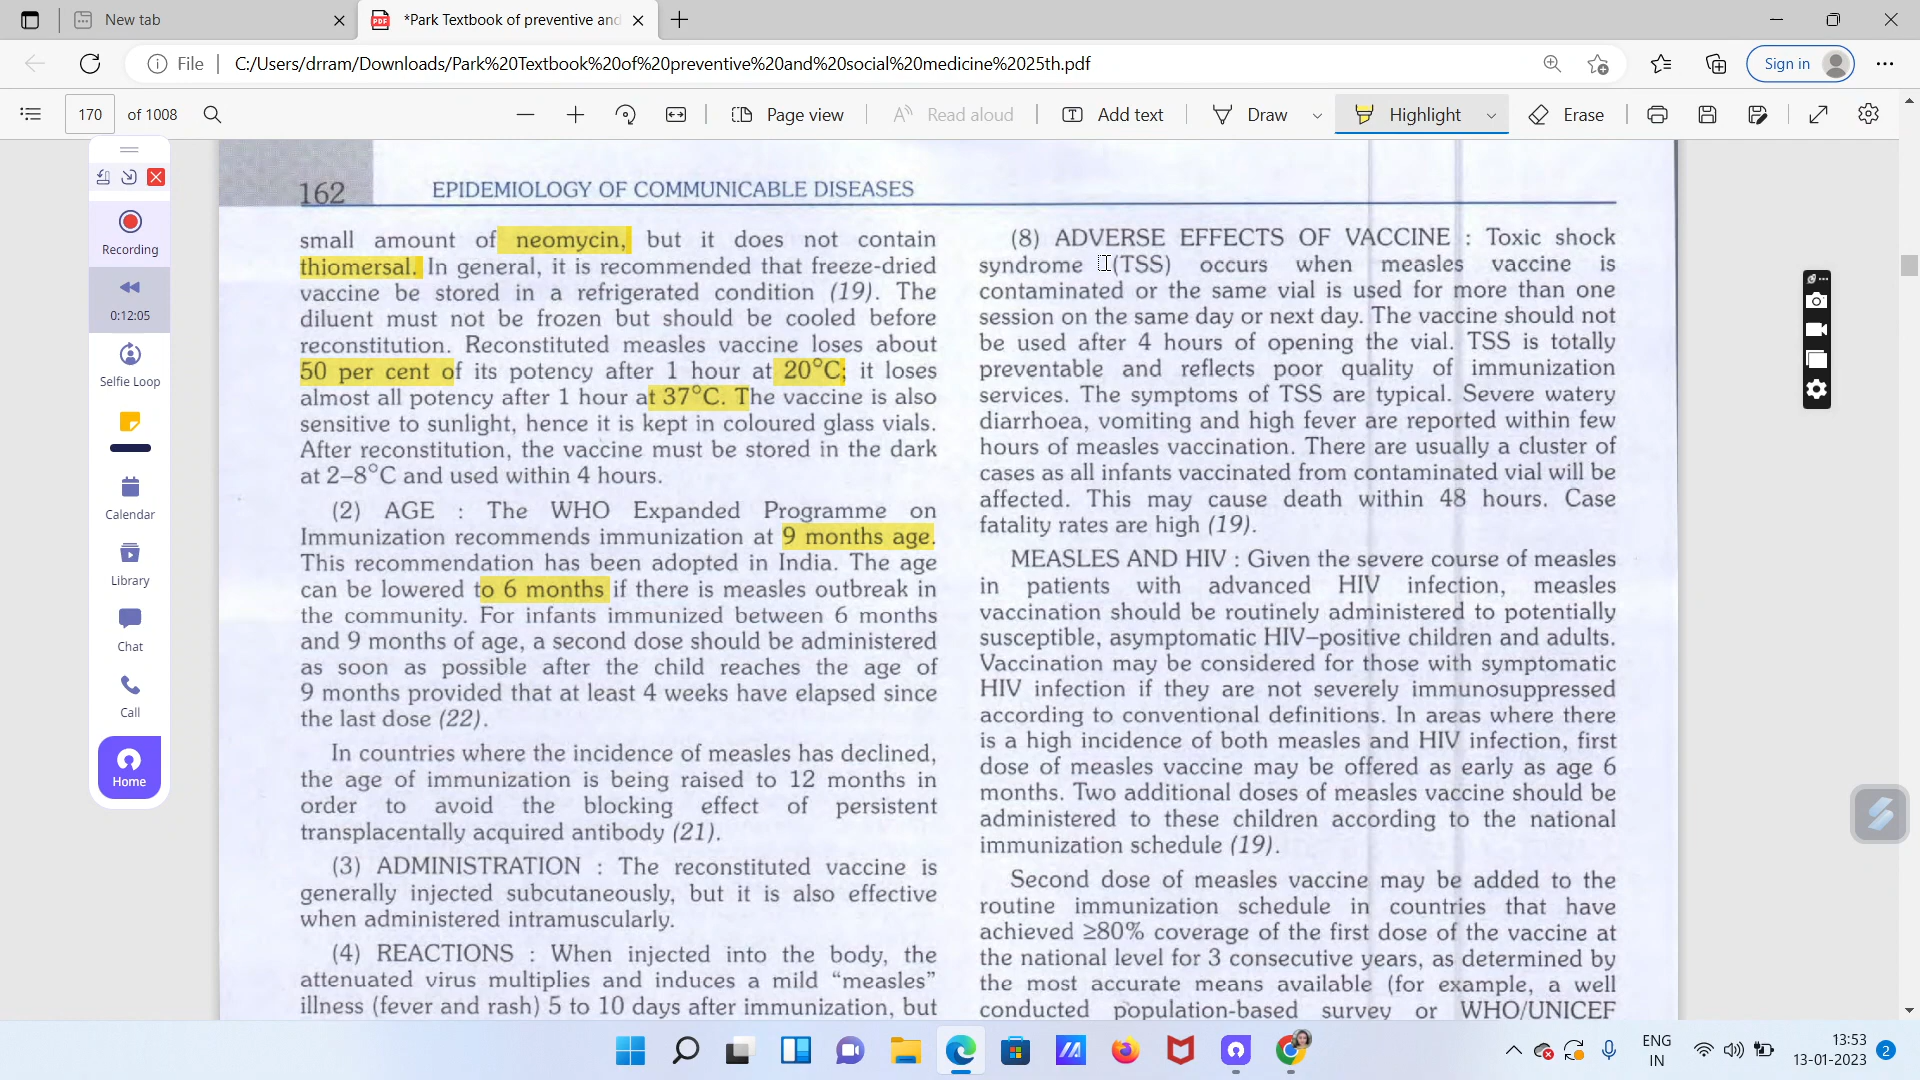 New tab
*Park Textbook of preventive and
File
C:/Users/drram/Downloads/Park%20Textbook%20of%20preventive%20and%20social%20medicine%2025th.pdf
Sign in
170 of 1008
Page view
Read aloud
Add text
Draw
Highlight
Erase
Recording
0:12:05
Selfie Loop
Calendar
Library
Chat
Call
Home
162 EPIDEMIOLOGY OF COMMUNICABLE DISEASES
small amount of neomycin, but it does not contain
thiomersal. In general, it is recommended that freeze-dried
vaccine be stored in a refrigerated condition (19). The
diluent must not be frozen but should be cooled before
reconstitution. Reconstituted measles vaccine loses about
50 per cent of its potency after 1 hour at 20°C; it loses
almost all potency after 1 hour at 37°C. The vaccine is also
sensitive to sunlight, hence it is kept in coloured glass vials.
After reconstitution, the vaccine must be stored in the dark
at 2–8°C and used within 4 hours.
(2) AGE : The WHO Expanded Programme on
Immunization recommends immunization at 9 months age.
This recommendation has been adopted in India. The age
can be lowered to 6 months if there is measles outbreak in
the community. For infants immunized between 6 months
and 9 months of age, a second dose should be administered
as soon as possible after the child reaches the age of
9 months provided that at least 4 weeks have elapsed since
the last dose (22).
In countries where the incidence of measles has declined,
the age of immunization is being raised to 12 months in
order to avoid the blocking effect of persistent
transplacentally acquired antibody (21).
(3) ADMINISTRATION : The reconstituted vaccine is
generally injected subcutaneously, but it is also effective
when administered intramuscularly.
(4) REACTIONS : When injected into the body, the
attenuated virus multiplies and induces a mild “measles”
illness (fever and rash) 5 to 10 days after immunization, but
(8) ADVERSE EFFECTS OF VACCINE : Toxic shock
syndrome (TSS) occurs when measles vaccine is
contaminated or the same vial is used for more than one
session on the same day or next day. The vaccine should not
be used after 4 hours of opening the vial. TSS is totally
preventable and reflects poor quality of immunization
services. The symptoms of TSS are typical. Severe watery
diarrhoea, vomiting and high fever are reported within few
hours of measles vaccination. There are usually a cluster of
cases as all infants vaccinated from contaminated vial will be
affected. This may cause death within 48 hours. Case
fatality rates are high (19).
MEASLES AND HIV : Given the severe course of measles
in patients with advanced HIV infection, measles
vaccination should be routinely administered to potentially
susceptible, asymptomatic HIV–positive children and adults.
Vaccination may be considered for those with symptomatic
HIV infection if they are not severely immunosuppressed
according to conventional definitions. In areas where there
is a high incidence of both measles and HIV infection, first
dose of measles vaccine may be offered as early as age 6
months. Two additional doses of measles vaccine should be
administered to these children according to the national
immunization schedule (19).
Second dose of measles vaccine may be added to the
routine immunization schedule in countries that have
achieved ≥80% coverage of the first dose of the vaccine at
the national level for 3 consecutive years, as determined by
the most accurate means available (for example, a well
conducted population-based survey or WHO/UNICEF
ENG
IN
13:53
13-01-2023
2